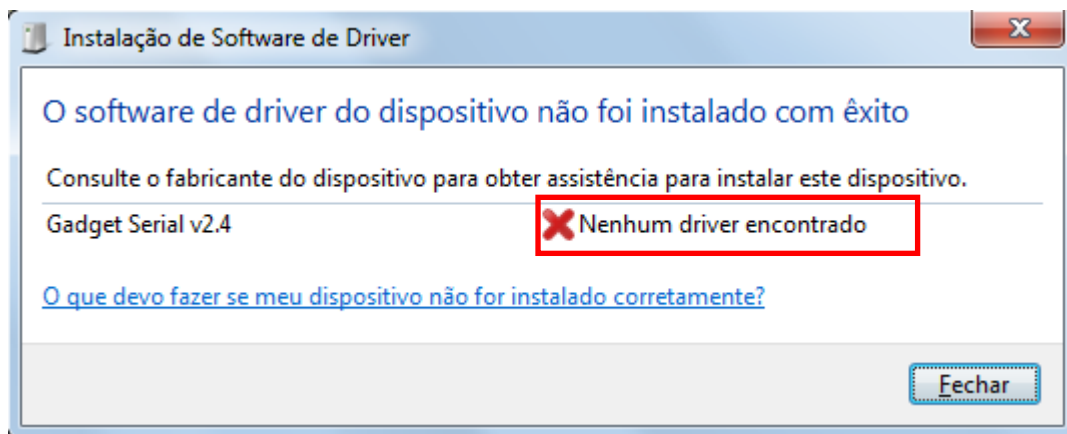 Instalação de Software de Driver
O software de driver do dispositivo não foi instalado com êxito
Consulte o fabricante do dispositivo para obter assistência para instalar este dispositivo.
Gadget Serial v2.4 Nenhum driver encontrado
O que devo fazer se meu dispositivo não for instalado corretamente?
Fechar